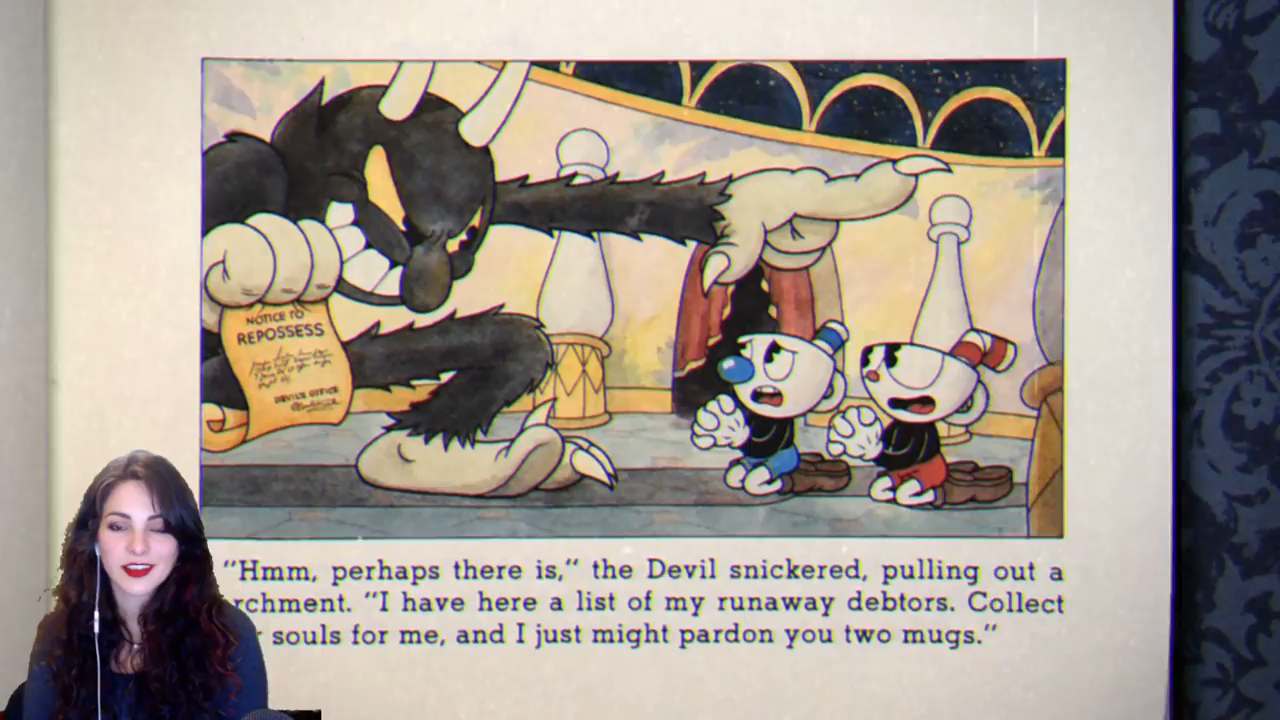 NOTICE TO
REPOSSESS
DEVIL'S OFFICE
"Hmm, perhaps there is," the Devil snickered, pulling out a
rchment. "I have here a list of my runaway debtors. Collect
souls for me, and I just might pardon you two mugs."